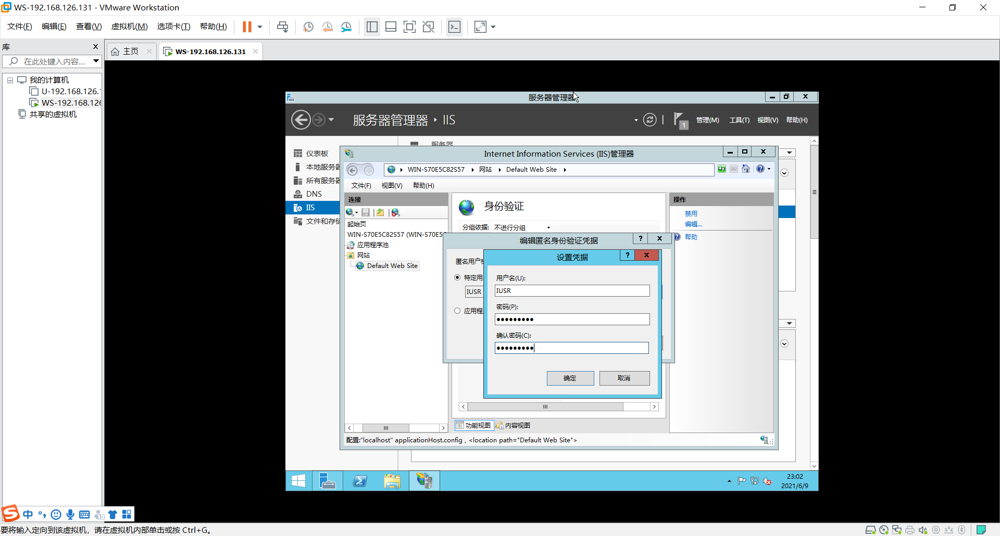 WS-192.168.126.131 - VMware Workstation
文件(F) 编辑(E) 查看(V) 虚拟机(M) 选项卡(T) 帮助(H)
库
主页
WS-192.168.126.131
在此处键入内容...
我的计算机
U-192.168.126.
WS-192.168.126
共享的虚拟机
服务器管理器
服务器管理器 IIS
1
管理(M) 工具(T) 视图(V) 帮助(H)
服务器
仪表板
本地服务器
所有服务器
DNS
IIS
文件和存储
Internet Information Services (IIS)管理器
WIN-S70E5C82S57 网站 Default Web Site
文件(F) 视图(V) 帮助(H)
连接
起始页
WIN-S70E5C82S57 (WIN-S70E5
应用程序池
网站
Default Web Site
身份验证
分组依据: 不进行分组
操作
禁用
编辑...
帮助
编辑匿名身份验证凭据
匿名用户
特定用
IUSR
应用程
设置凭据
用户名(U):
IUSR
密码(P):
●●●●●●●●●
确认密码(C):
●●●●●●●●●
确定 取消
功能视图 内容视图
配置:“localhost” applicationHost.config , <location path="Default Web Site">
23:02
2021/6/9
中
要将输入定向到该虚拟机，请在虚拟机内部单击或按 Ctrl+G。